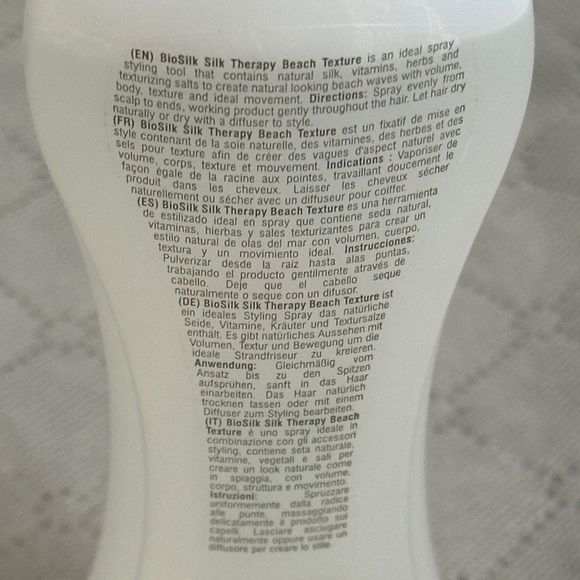 (EN) BioSilk Silk Therapy Beach Texture is an ideal spray
styling tool that contains natural silk, vitamins, herbs and
texturizing salts to create natural looking beach waves with volume,
body, texture and ideal movement. Directions: Spray evenly from
scalp to ends, working product gently throughout the hair. Let hair dry
naturally or dry with a diffuser to style.
(FR) BioSilk Silk Therapy Beach Texture est un fixatif de mise en
style contenant de la soie naturelle, des vitamines, des herbes et des
sels pour texture afin de créer des vagues d'aspect naturel avec
volume, corps, texture et mouvement. Indications : Vaporiser de
façon égale de la racine aux pointes, travaillant doucement le
produit dans les cheveux. Laisser les cheveux sécher
naturellement ou sécher avec un diffuseur pour coiffer.
(ES) BioSilk Silk Therapy Beach Texture es una herramienta
de estilizado ideal en spray que contiene seda natural,
vitaminas, hierbas y sales texturizantes para crear un
estilo natural de olas del mar con volumen, cuerpo,
textura y un movimiento ideal. Instrucciones:
Pulverizar desde la raíz hasta alas puntas,
trabajando el producto gentilmente através de
cabello. Deje que el cabello seque
naturalmente o seque con un difusor.
(DE) BioSilk Silk Therapy Beach Texture ist
ein ideales Styling Spray das natürliche
Seide, Vitamine, Kräuter und Textursalze
enthält. Es gibt natürliches Aussehen mit
Volumen, Textur und Bewegung um die
ideale Strandfriseur zu kreieren.
Anwendung: Gleichmäßig vom
Ansatz bis zu den Spitzen
aufsprühen, sanft in das Haar
einarbeiten. Das Haar natürlich
trocknen lassen oder mit einem
Diffuser zum Styling bearbeiten.
(IT) BioSilk Silk Therapy Beach
Texture è uno spray ideale in
combinazione con gli accessori
styling, contiene seta naturale,
vitamine, vegetali e sali per
creare un look naturale come
in spiaggia, con volume,
corpo, struttura e movimento.
Istruzioni: Spruzzare
uniformemente dalla radice
alle punte, massaggiando
delicatamente il prodotto sui
capelli. Lasciare asciugare
naturalmente oppure usare un
diffusore per creare lo stile.